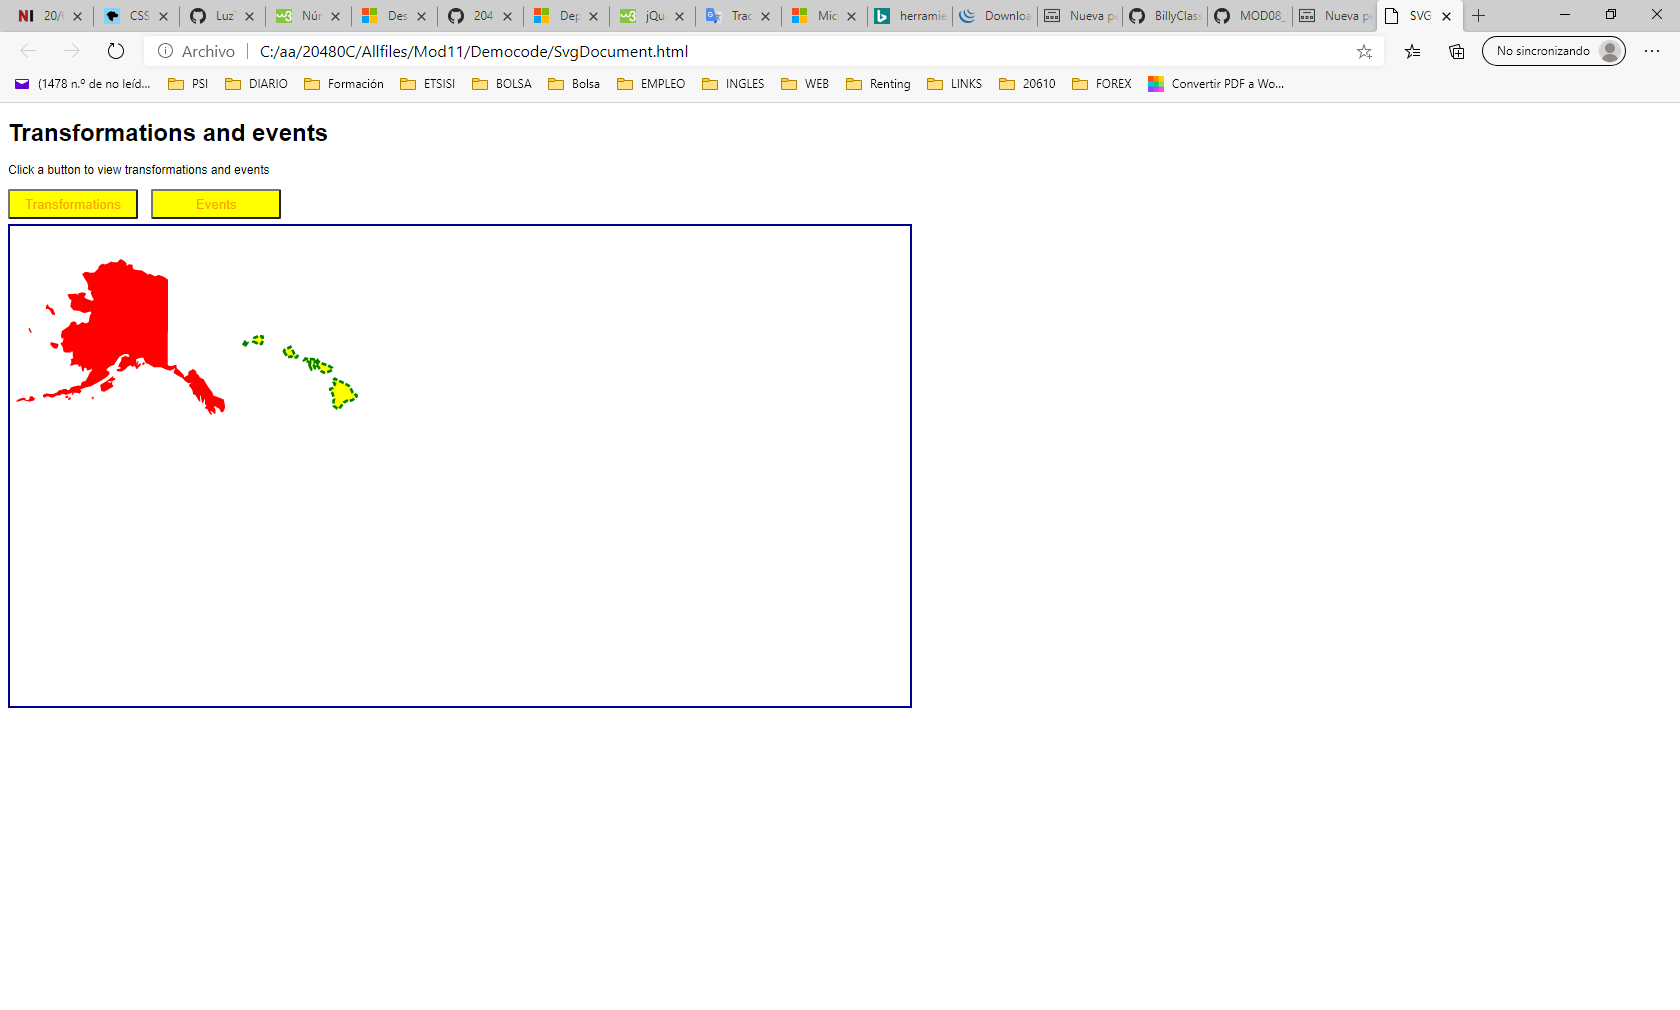 20/ CSS Luz Núr Des 204 Dep jQu Trac Mic herramie Downloa Nueva pe BillyClass MOD08_ Nueva pe SVG
Archivo C:/aa/20480C/Allfiles/Mod11/Democode/SvgDocument.html No sincronizando
(1478 n.º de no leíd... PSI DIARIO Formación ETSISI BOLSA Bolsa EMPLEO INGLES WEB Renting LINKS 20610 FOREX Convertir PDF a Wo...
Transformations and events
Click a button to view transformations and events
Transformations Events